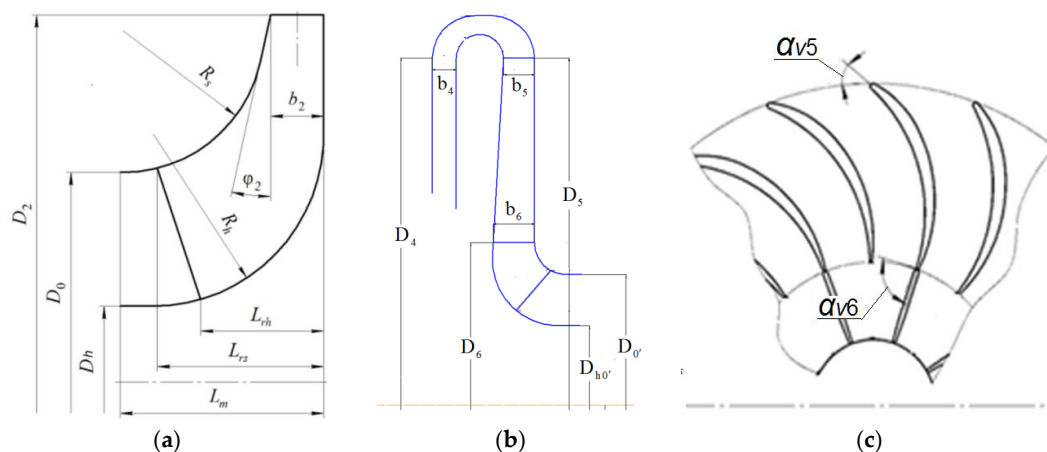 D₂
D₀
Dh
Rₛ
b₂
φ₂
Rₕ
Lᵣₕ
Lᵣₛ
Lₘ
(a)
b₄
b₅
b₆
D₄
D₅
D₆
D₀′
Dₕ₀′
(b)
αv5
αv6
(c)